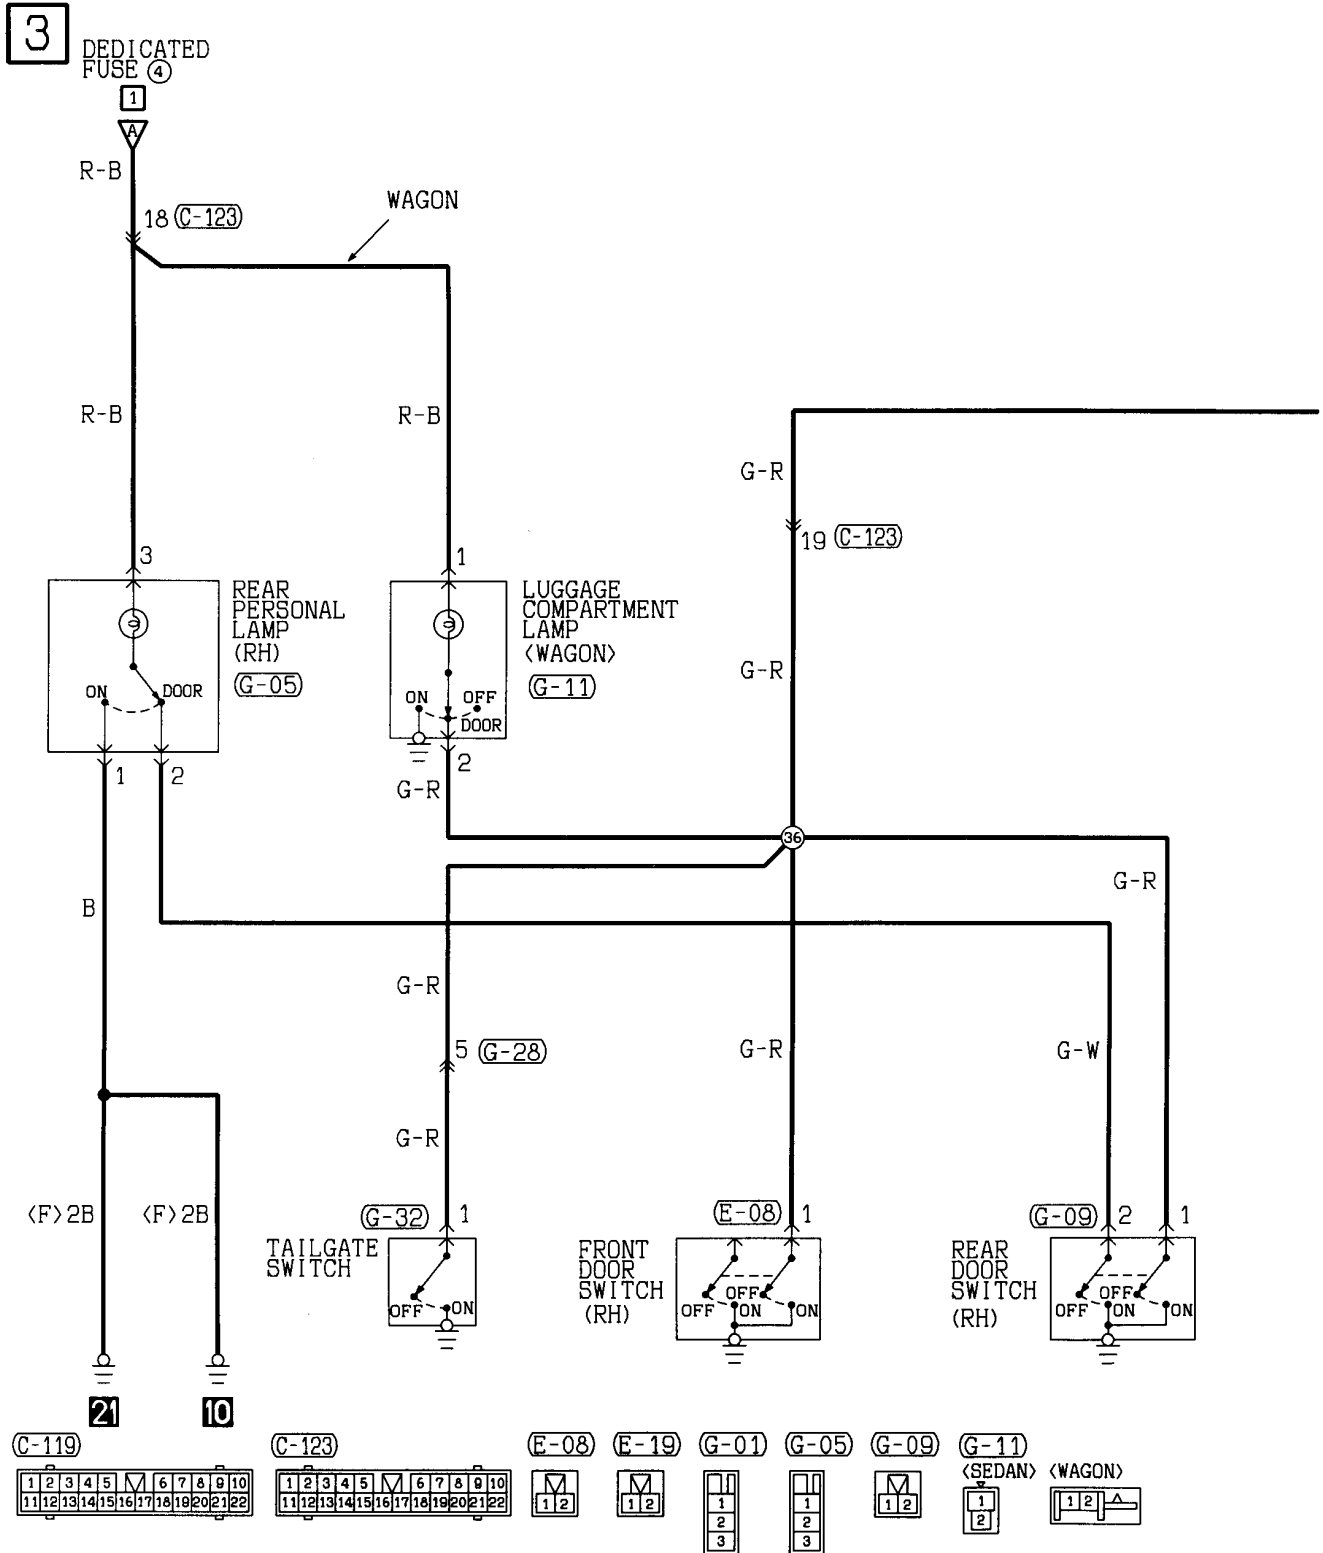 3
DEDICATED
FUSE ④
1
A
R-B
18 (C-123)
WAGON
R-B
R-B
G-R
19 (C-123)
3
1
REAR
PERSONAL
LAMP
(RH)
(G-05)
ON
DOOR
LUGGAGE
COMPARTMENT
LAMP
<WAGON>
(G-11)
ON
OFF
DOOR
G-R
1
2
2
G-R
36
B
G-R
G-R
5 (G-28)
G-R
G-W
G-R
<F>2B
<F>2B
(G-32) 1
(E-08) 1
(G-09) 2
1
TAILGATE
SWITCH
OFF
ON
FRONT
DOOR
SWITCH
(RH)
OFF
OFF
ON
ON
REAR
DOOR
SWITCH
(RH)
OFF
OFF
ON
ON
21
10
(C-119)
1 2 3 4 5 6 7 8 9 10
11 12 13 14 15 16 17 18 19 20 21 22
(C-123)
1 2 3 4 5 6 7 8 9 10
11 12 13 14 15 16 17 18 19 20 21 22
(E-08)
1 2
(E-19)
1 2
(G-01)
1
2
3
(G-05)
1
2
3
(G-09)
1 2
(G-11)
<SEDAN>
1
2
<WAGON>
1 2